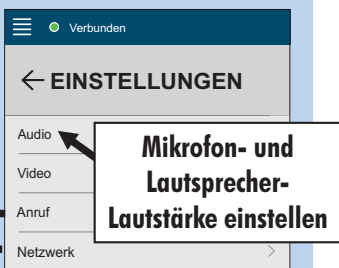 Verbunden
EINSTELLUNGEN
Audio
Mikrofon- und
Lautsprecher-
Lautstärke einstellen
Video
Anruf
Netzwerk